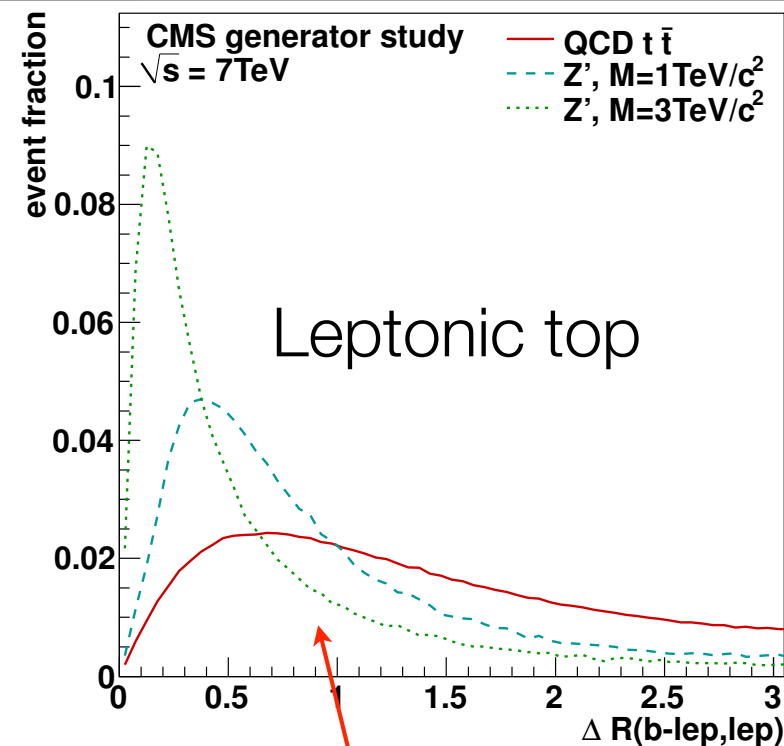 CMS generator study
√s = 7TeV
QCD t t̄
Z', M=1TeV/c²
Z', M=3TeV/c²
event fraction
0.1
0.08
0.06
0.04
0.02
0
Leptonic top
0 0.5 1 1.5 2 2.5 3
Δ R(b-lep,lep)